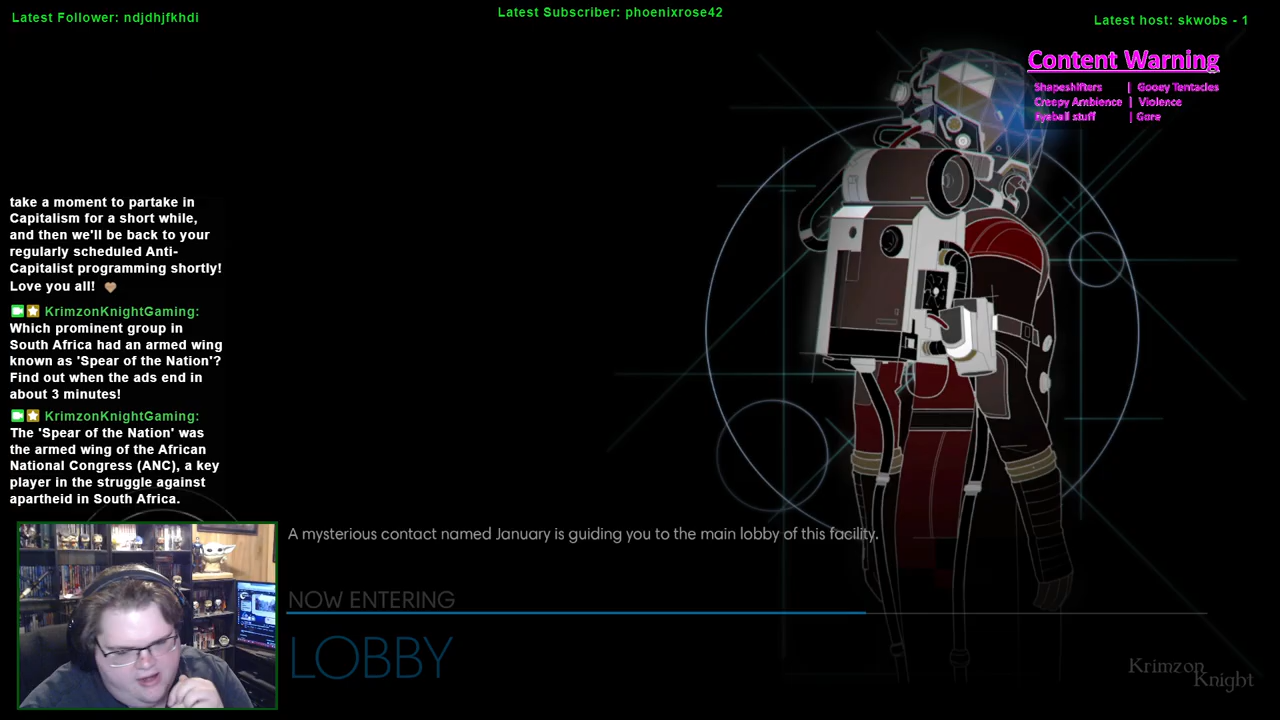 Latest Follower: ndjdhjfkhdi
Latest Subscriber: phoenixrose42
Latest host: skwobs - 1
Content Warning
Shapeshifters | Gooey Tentacles
Creepy Ambience | Violence
Eyeball stuff | Gore
take a moment to partake in
Capitalism for a short while,
and then we'll be back to your
regularly scheduled Anti-
Capitalist programming shortly!
Love you all!
KrimzonKnightGaming:
Which prominent group in
South Africa had an armed wing
known as 'Spear of the Nation'?
Find out when the ads end in
about 3 minutes!
KrimzonKnightGaming:
The 'Spear of the Nation' was
the armed wing of the African
National Congress (ANC), a key
player in the struggle against
apartheid in South Africa.
A mysterious contact named January is guiding you to the main lobby of this facility.
NOW ENTERING
LOBBY
Krimzon
Knight